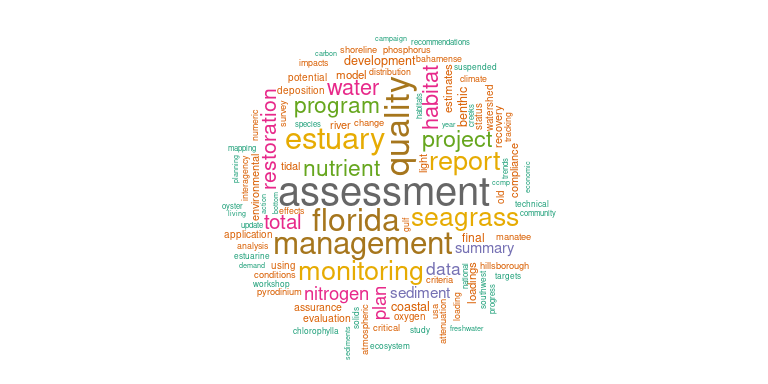 campaign
recommendations
carbon
shoreline
phosphorus
impacts
development
bahamense
potential
model
distribution
suspended
deposition
water
habitat
estimates
climate
restoration
survey
program
quality
habitats
benthic
creeks
status
watershed
numeric
species
river
change
year
recovery
tracking
estuary
project
mapping
planning
interagency
environmental
tidal
nutrient
light
report
trends
compliance
ccmp
economic
assessment
old
oyster
living
action
bottom
effects
florida
gulf
seagrass
technical
community
update
total
application
analysis
management
final
manatee
summary
estuarine
demand
using
conditions
monitoring
data
criteria
national
loadings
hillsborough
southwest
targets
workshop
pyrodinium
nitrogen
plan
sediment
progress
assurance
evaluation
solids
atmospheric
coastal
oxygen
usa
attenuation
loading
chlorophylla
sediments
critical
study
freshwater
ecosystem